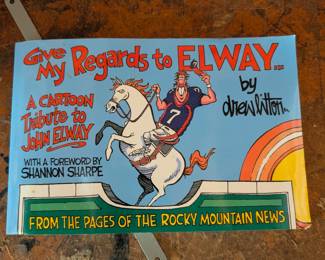 Give My Regards to ELWAY...
by
drew litton
A CARTOON
Tribute to
JOHN ELWAY
WITH A FOREWORD BY
SHANNON SHARPE
7
FROM THE PAGES OF THE ROCKY MOUNTAIN NEWS